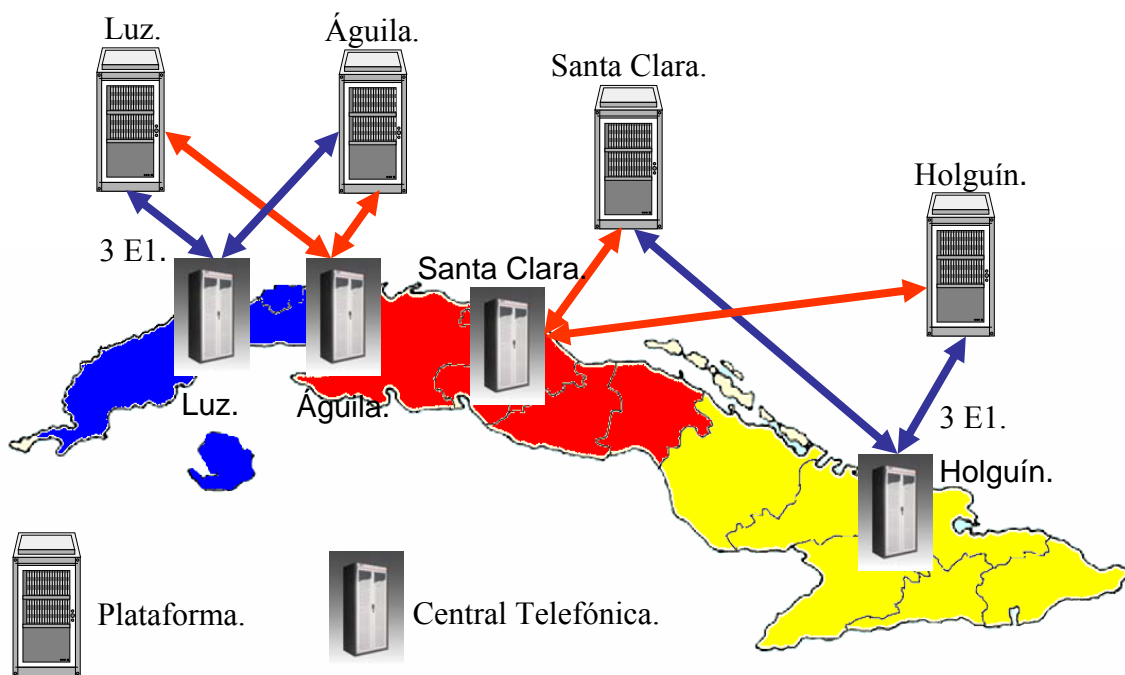 Luz.
Águila.
Santa Clara.
Holguín.
3 E1.
Santa Clara.
Luz.
Águila.
3 E1.
Holguín.
Plataforma.
Central Telefónica.